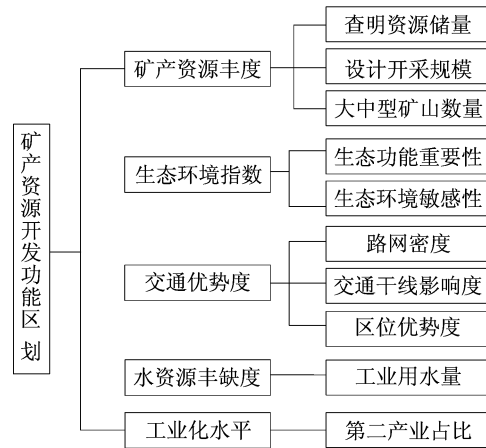 矿产资源开发功能区划
矿产资源丰度
查明资源储量
设计开采规模
大中型矿山数量
生态环境指数
生态功能重要性
生态环境敏感性
交通优势度
路网密度
交通干线影响度
区位优势度
水资源丰缺度
工业用水量
工业化水平
第二产业占比